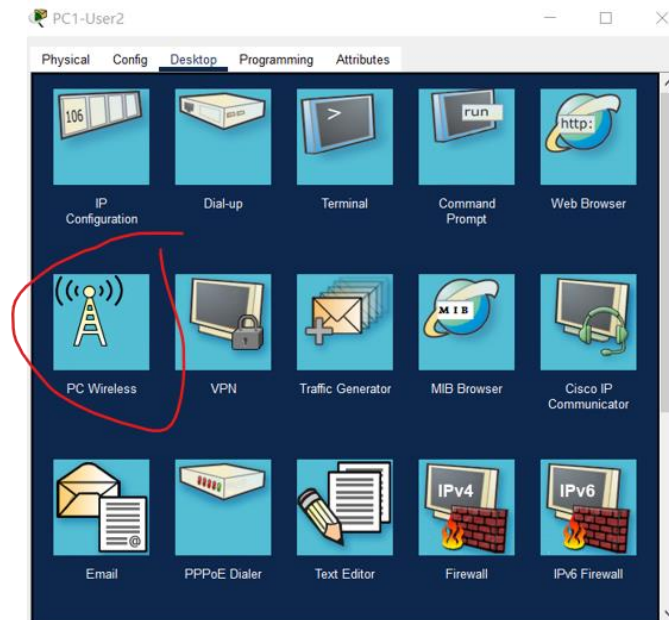 PC1-User2
Physical Config Desktop Programming Attributes
106
>
run
http:
IP
Configuration
Dial-up
Terminal
Command
Prompt
Web Browser
MIB
PC Wireless
VPN
Traffic Generator
MIB Browser
Cisco IP
Communicator
@
IPv4
IPv6
Email
PPPoE Dialer
Text Editor
Firewall
IPv6 Firewall